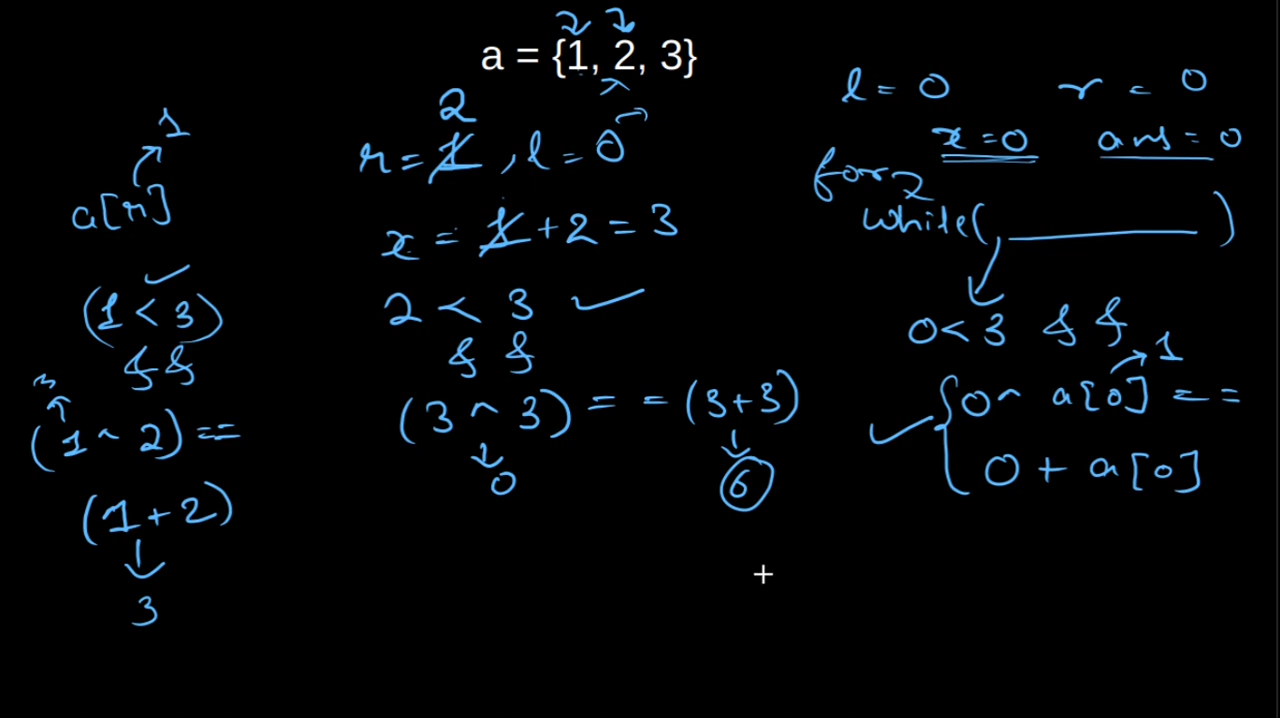 a = {1, 2, 3}
l = 0 r = 0
x = 0 ans = 0
for
while( )
0 < 3 &&
1
0 ^ a[0] ==
0 + a[0]
2
r = 1, l = 0
x = 1 + 2 = 3
2 < 3
&&
(3 ^ 3) == (3+3)
0 6
1
a[r]
(1 < 3)
&&
3
(1 ^ 2) ==
(1 + 2)
3